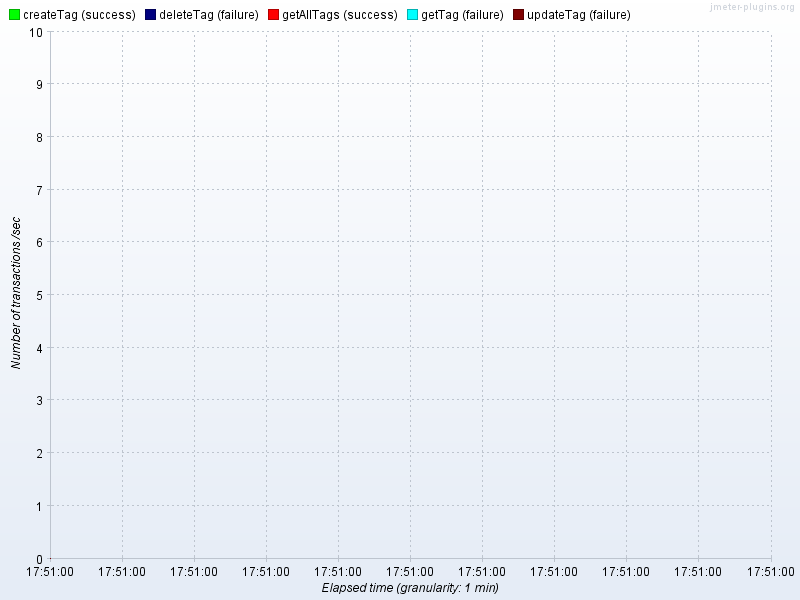 createTag (success) deleteTag (failure) getAllTags (success) getTag (failure) updateTag (failure)
jmeter-plugins.org
10
9
8
7
6
5
4
3
2
1
0
Number of transactions /sec
17:51:00 17:51:00 17:51:00 17:51:00 17:51:00 17:51:00 17:51:00 17:51:00 17:51:00 17:51:00 17:51:00
Elapsed time (granularity: 1 min)